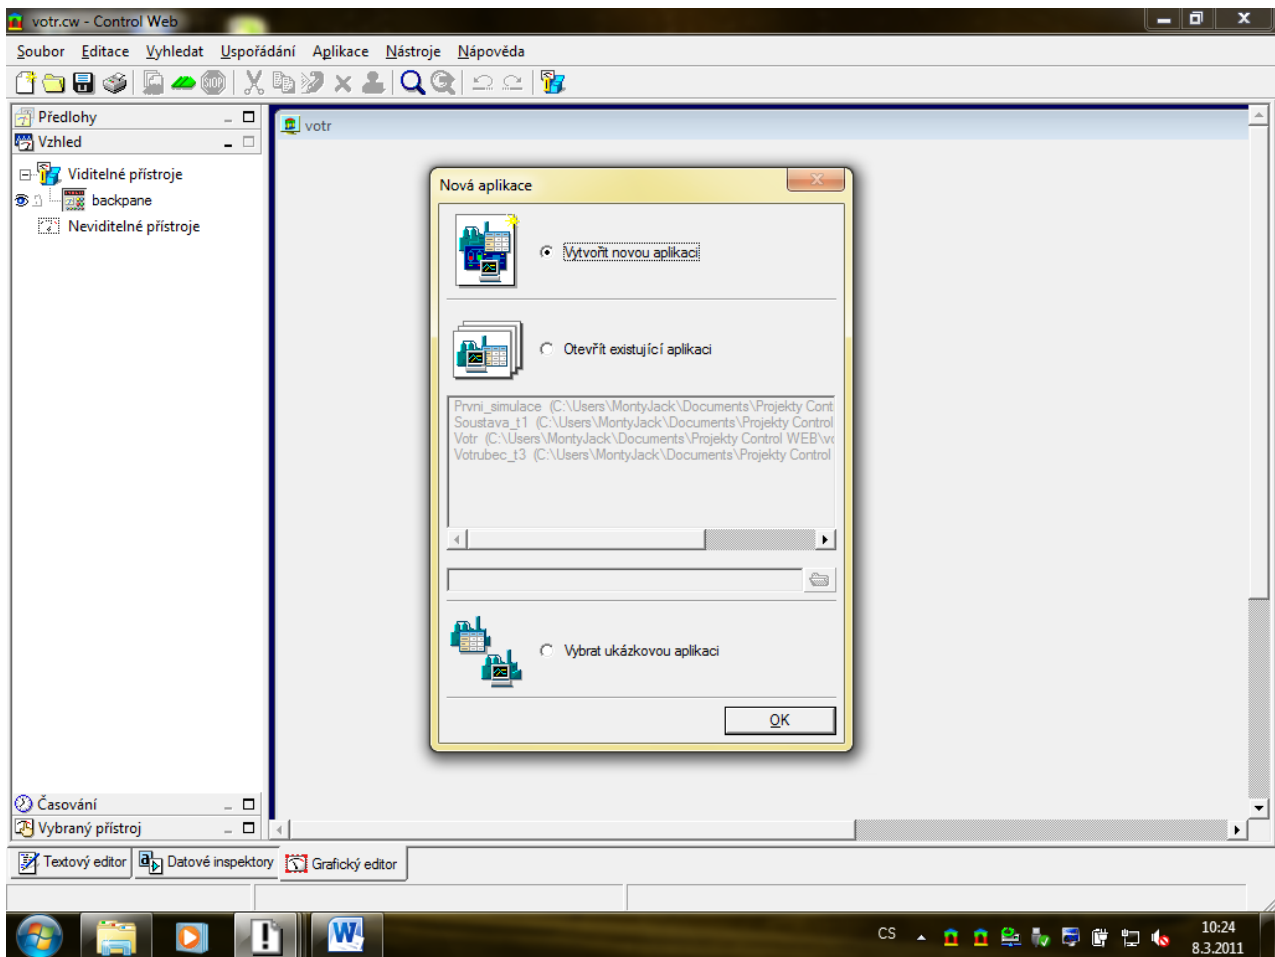 votr.cw - Control Web
Soubor Editace Vyhledat Uspořádání Aplikace Nástroje Nápověda
STOP
Předlohy
Vzhled
Viditelné přístroje
backpane
Neviditelné přístroje
votr
Nová aplikace
Vytvořit novou aplikaci
Otevřít existující aplikaci
Prvni_simulace (C:\Users\MontyJack\Documents\Projekty Cont
Soustava_t1 (C:\Users\MontyJack\Documents\Projekty Control
Votr (C:\Users\MontyJack\Documents\Projekty Control WEB\vo
Votrubec_t3 (C:\Users\MontyJack\Documents\Projekty Control
Vybrat ukázkovou aplikaci
OK
Časování
Vybraný přístroj
Textový editor Datové inspektory Grafický editor
CS
10:24
8.3.2011